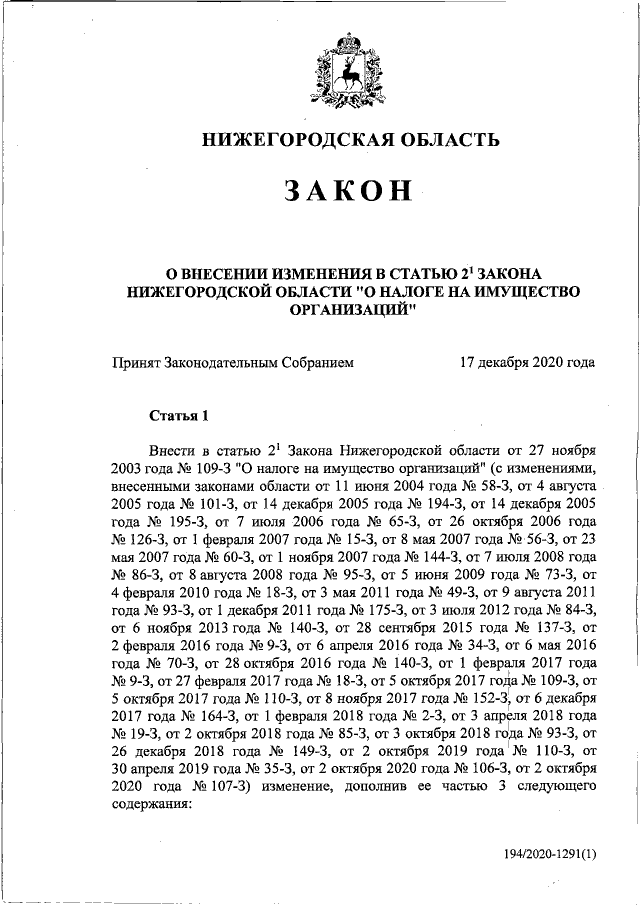 НИЖЕГОРОДСКАЯ ОБЛАСТЬ
ЗАКОН
О ВНЕСЕНИИ ИЗМЕНЕНИЯ В СТАТЬЮ 2¹ ЗАКОНА
НИЖЕГОРОДСКОЙ ОБЛАСТИ "О НАЛОГЕ НА ИМУЩЕСТВО
ОРГАНИЗАЦИЙ"
Принят Законодательным Собранием 17 декабря 2020 года
Статья 1
Внести в статью 2¹ Закона Нижегородской области от 27 ноября
2003 года № 109-З "О налоге на имущество организаций" (с изменениями,
внесенными законами области от 11 июня 2004 года № 58-З, от 4 августа
2005 года № 101-З, от 14 декабря 2005 года № 194-З, от 14 декабря 2005
года № 195-З, от 7 июля 2006 года № 65-З, от 26 октября 2006 года
№ 126-З, от 1 февраля 2007 года № 15-З, от 8 мая 2007 года № 56-З, от 23
мая 2007 года № 60-З, от 1 ноября 2007 года № 144-З, от 7 июля 2008 года
№ 86-З, от 8 августа 2008 года № 95-З, от 5 июня 2009 года № 73-З, от
4 февраля 2010 года № 18-З, от 3 мая 2011 года № 49-З, от 9 августа 2011
года № 93-З, от 1 декабря 2011 года № 175-З, от 3 июля 2012 года № 84-З,
от 6 ноября 2013 года № 140-З, от 28 сентября 2015 года № 137-З, от
2 февраля 2016 года № 9-З, от 6 апреля 2016 года № 34-З, от 6 мая 2016
года № 70-З, от 28 октября 2016 года № 140-З, от 1 февраля 2017 года
№ 9-З, от 27 февраля 2017 года № 18-З, от 5 октября 2017 года № 109-З, от
5 октября 2017 года № 110-З, от 8 ноября 2017 года № 152-З, от 6 декабря
2017 года № 164-З, от 1 февраля 2018 года № 2-З, от 3 апреля 2018 года
№ 19-З, от 2 октября 2018 года № 85-З, от 3 октября 2018 года № 93-З, от
26 декабря 2018 года № 149-З, от 2 октября 2019 года № 110-З, от
30 апреля 2019 года № 35-З, от 2 октября 2020 года № 106-З, от 2 октября
2020 года № 107-З) изменение, дополнив ее частью 3 следующего
содержания:
194/2020-1291(1)